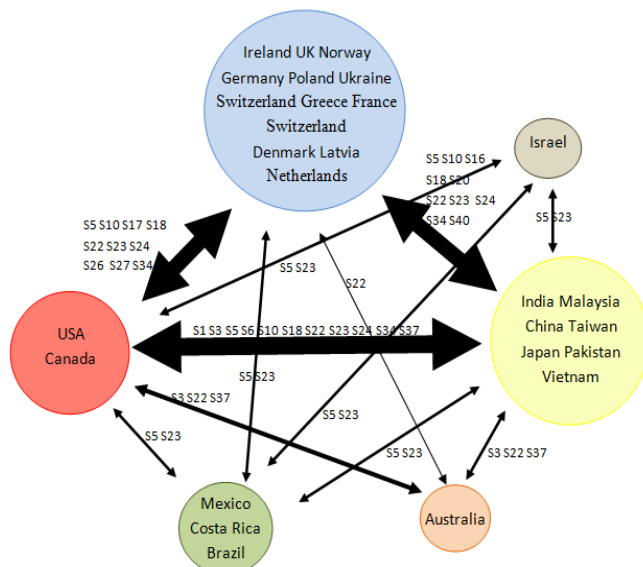 Ireland UK Norway
Germany Poland Ukraine
Switzerland Greece France
Switzerland
Denmark Latvia
Netherlands
Israel
S5 S10 S16
S18 S20
S22 S23 S24
S34 S40
S5 S23
S5 S10 S17 S18
S22 S23 S24
S26 S27 S34
S5 S23
S22
India Malaysia
China Taiwan
Japan Pakistan
Vietnam
USA
Canada
S1 S3 S5 S6 S10 S18 S22 S23 S24 S34 S37
S5 S23
S3 S22 S37
S5 S23
S5 S23
S5 S23
S3 S22 S37
Mexico
Costa Rica
Brazil
Australia